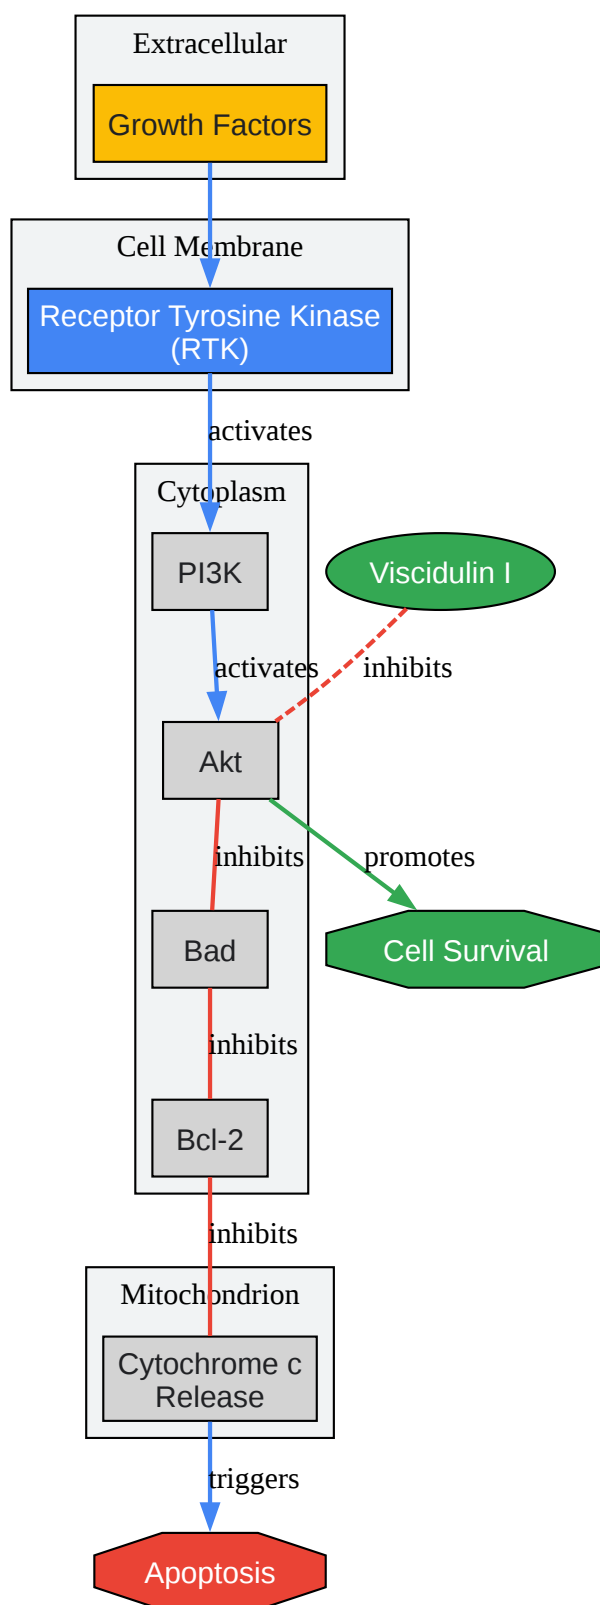 Extracellular
Growth Factors
Cell Membrane
Receptor Tyrosine Kinase
(RTK)
activates
Cytoplasm
PI3K
Viscidulin I
activates
inhibits
Akt
inhibits
promotes
Bad
Cell Survival
inhibits
Bcl-2
inhibits
Mitochondrion
Cytochrome c
Release
triggers
Apoptosis